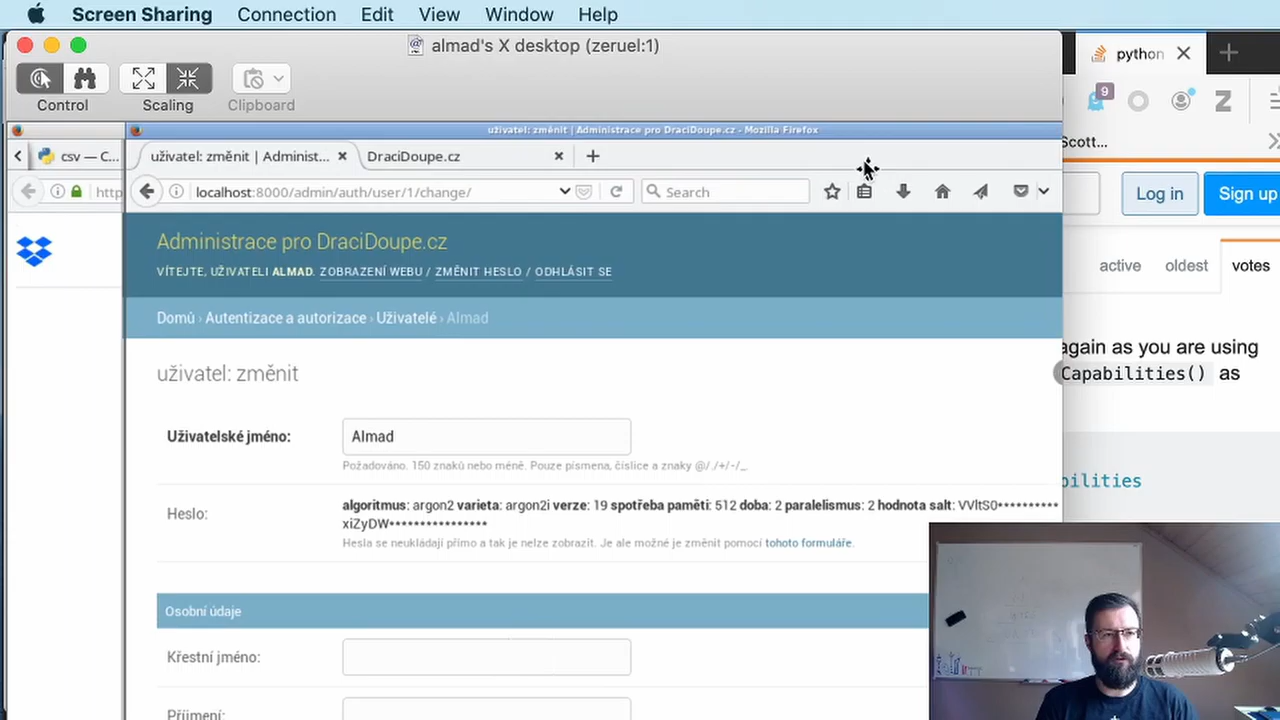 Screen Sharing Connection Edit View Window Help
almad's X desktop (zeruel:1)
python
Control Scaling Clipboard
9
Z
uživatel: změnit | Administrace pro DraciDoupe.cz - Mozilla Firefox
Scott...
csv — C...
uživatel: změnit | Administ...
DraciDoupe.cz
http
localhost:8000/admin/auth/user/1/change/
Search
Log in
Sign up
Administrace pro DraciDoupe.cz
VÍTEJTE, UŽIVATELI ALMAD. ZOBRAZENÍ WEBU / ZMĚNIT HESLO / ODHLÁSIT SE
active oldest votes
Domů › Autentizace a autorizace › Uživatelé › Almad
again as you are using
Capabilities() as
uživatel: změnit
Uživatelské jméno: Almad
Požadováno. 150 znaků nebo méně. Pouze písmena, číslice a znaky @/./+/-/_.
bilities
Heslo:
algoritmus: argon2 varieta: argon2i verze: 19 spotřeba paměti: 512 doba: 2 paralelismus: 2 hodnota salt: VVltS0**********
xiZyDW****************
Hesla se neukládají přímo a tak je nelze zobrazit. Je ale možné je změnit pomocí tohoto formuláře.
Osobní údaje
Křestní jméno:
Příjmení: